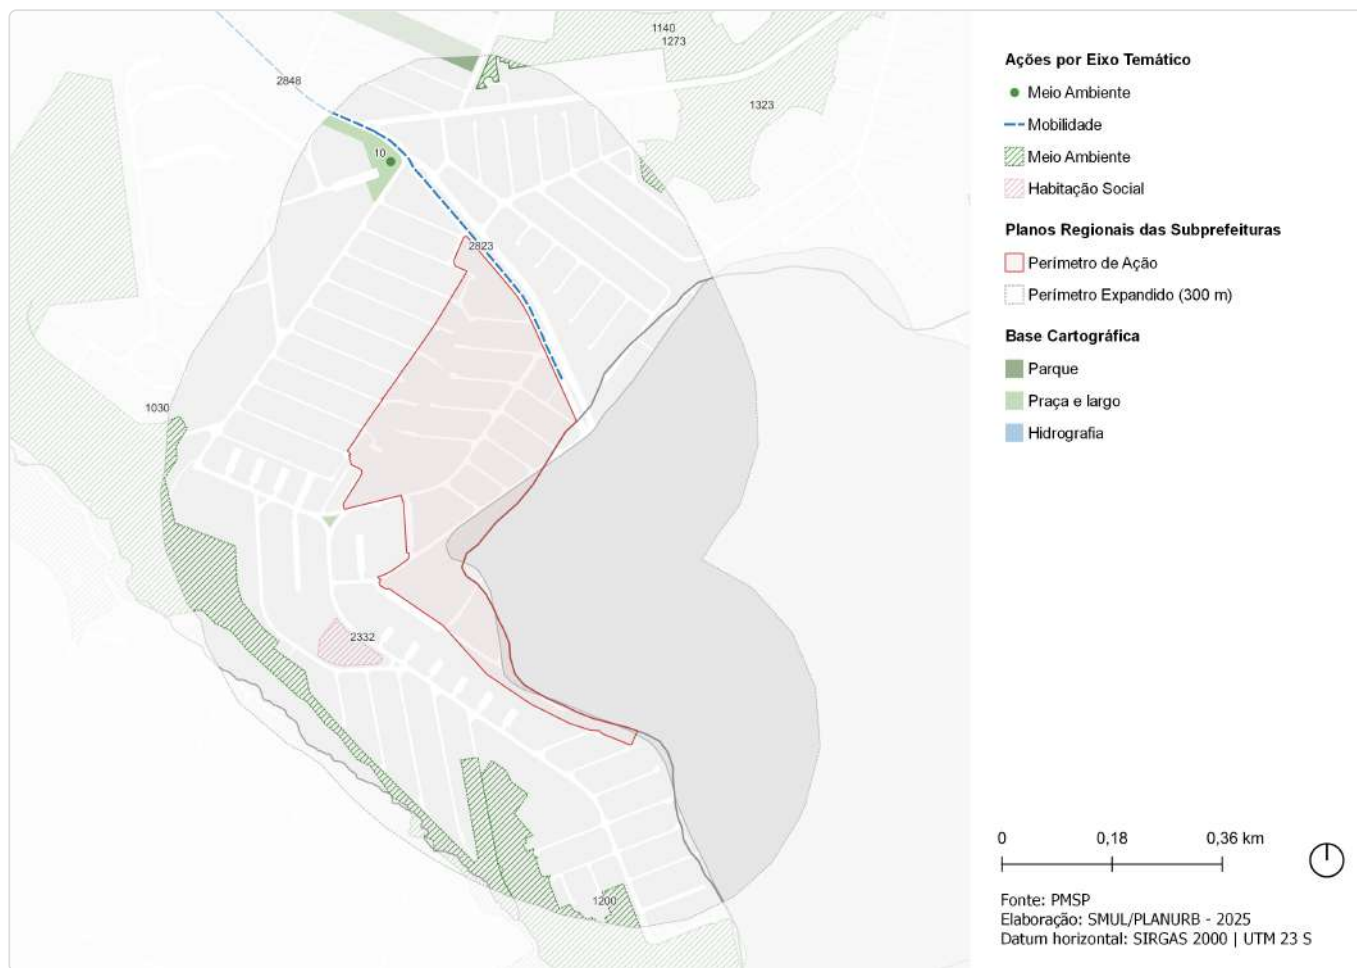 1140
1273
2848
1323
10
2823
1030
2332
1200
Ações por Eixo Temático
Meio Ambiente
Mobilidade
Meio Ambiente
Habitação Social
Planos Regionais das Subprefeituras
Perímetro de Ação
Perímetro Expandido (300 m)
Base Cartográfica
Parque
Praça e largo
Hidrografia
0 0,18 0,36 km
Fonte: PMSP
Elaboração: SMUL/PLANURB - 2025
Datum horizontal: SIRGAS 2000 | UTM 23 S